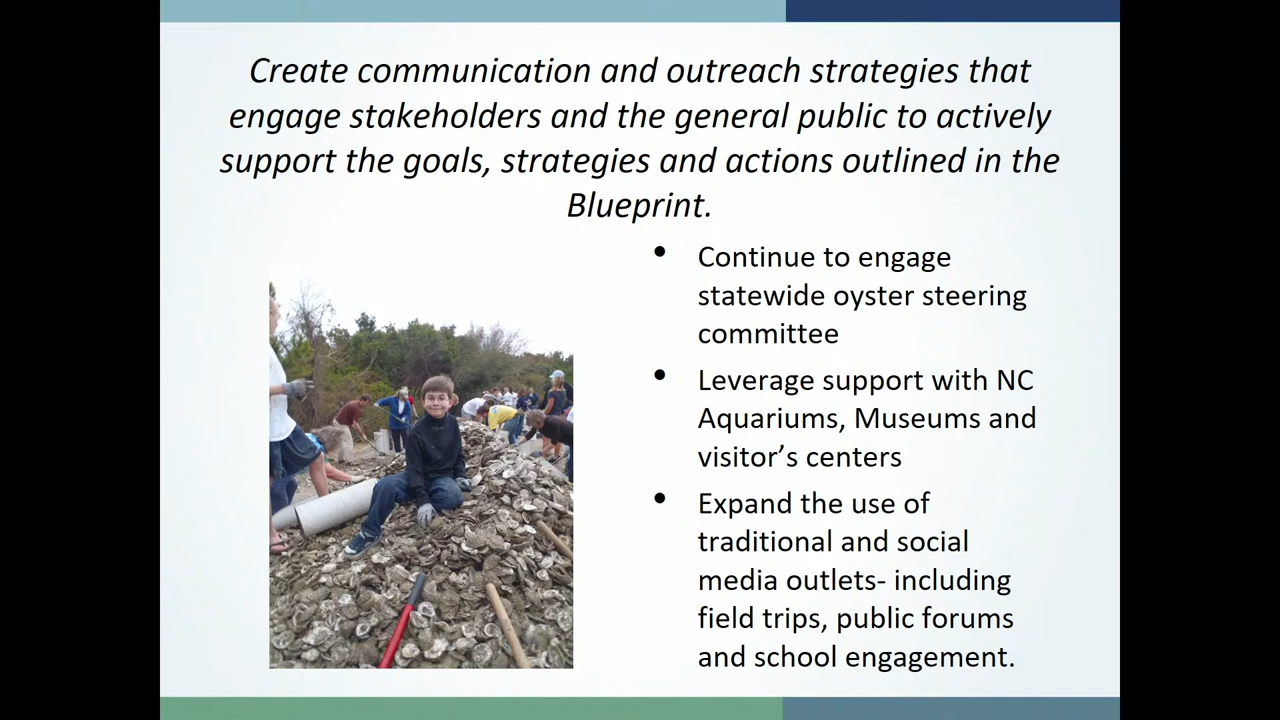 Create communication and outreach strategies that
engage stakeholders and the general public to actively
support the goals, strategies and actions outlined in the
Blueprint.
• Continue to engage
statewide oyster steering
committee
• Leverage support with NC
Aquariums, Museums and
visitor’s centers
• Expand the use of
traditional and social
media outlets- including
field trips, public forums
and school engagement.